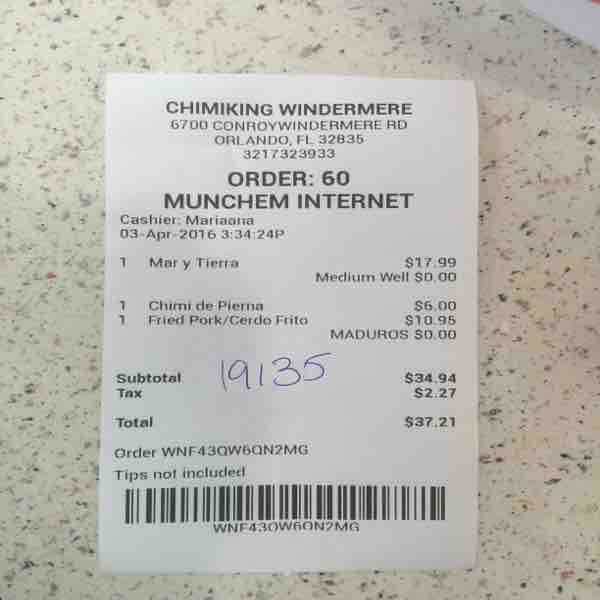 CHIMIKING WINDERMERE
6700 CONROYWINDERMERE RD
ORLANDO, FL 32835
3217323933
ORDER: 60
MUNCHEM INTERNET
Cashier: Mariaana
03-Apr-2016 3:34:24P
1 Mar y Tierra $17.99
Medium Well $0.00
1 Chimi de Pierna $6.00
1 Fried Pork/Cerdo Frito $10.95
MADUROS $0.00
19135
Subtotal $34.94
Tax $2.27
Total $37.21
Order WNF43QW6QN2MG
Tips not included
WNF43QW6QN2MG